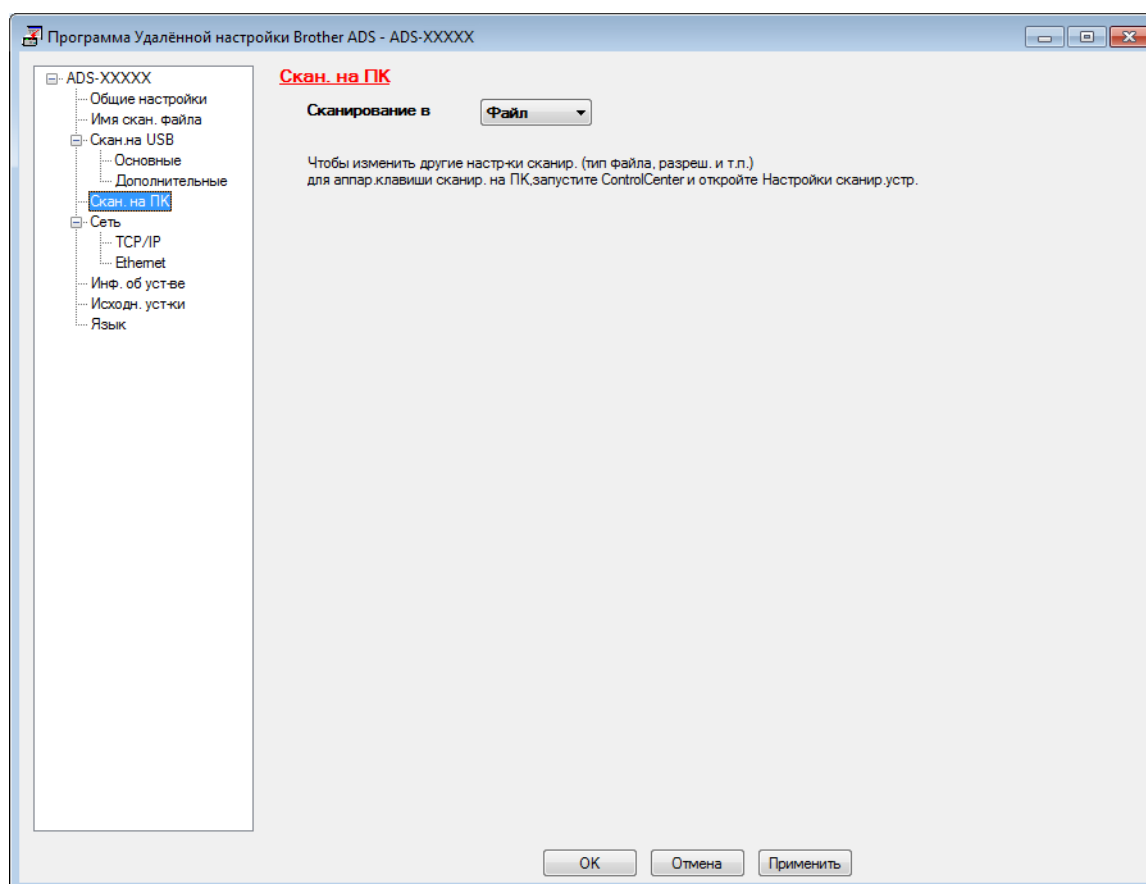 Программа Удалённой настройки Brother ADS - ADS-XXXXX
ADS-XXXXX
Общие настройки
Имя скан. файла
Скан.на USB
Основные
Дополнительные
Скан. на ПК
Сеть
TCP/IP
Ethernet
Инф. об уст-ве
Исходн. уст-ки
Язык
Скан. на ПК
Сканирование в Файл
Чтобы изменить другие настр-ки сканир. (тип файла, разреш. и т.п.)
для аппар.клавиши сканир. на ПК,запустите ControlCenter и откройте Настройки сканир.устр.
OK Отмена Применить